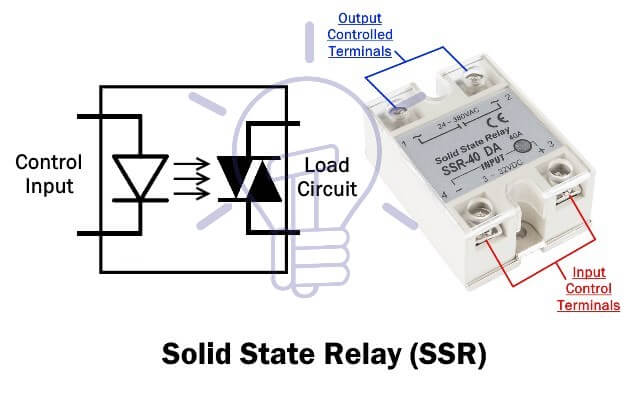 Output
Controlled
Terminals
Control
Input
Load
Circuit
24 – 380VAC
1
2
CE
Solid State Relay
40A
SSR-40 DA
INPUT
4 – 3 – 32VDC + 3
Input
Control
Terminals
Solid State Relay (SSR)